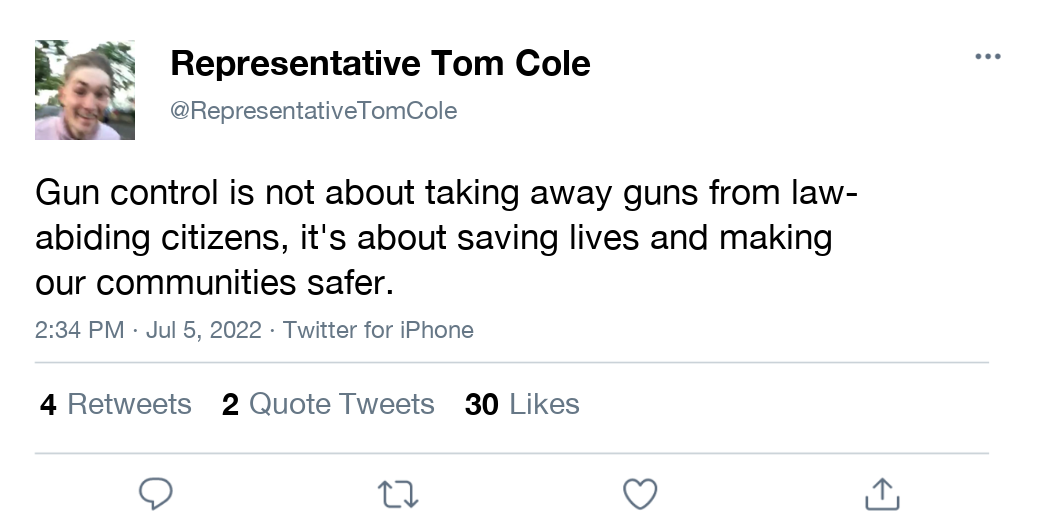 Representative Tom Cole
@RepresentativeTomCole
Gun control is not about taking away guns from law-
abiding citizens, it's about saving lives and making
our communities safer.
2:34 PM · Jul 5, 2022 · Twitter for iPhone
4 Retweets 2 Quote Tweets 30 Likes